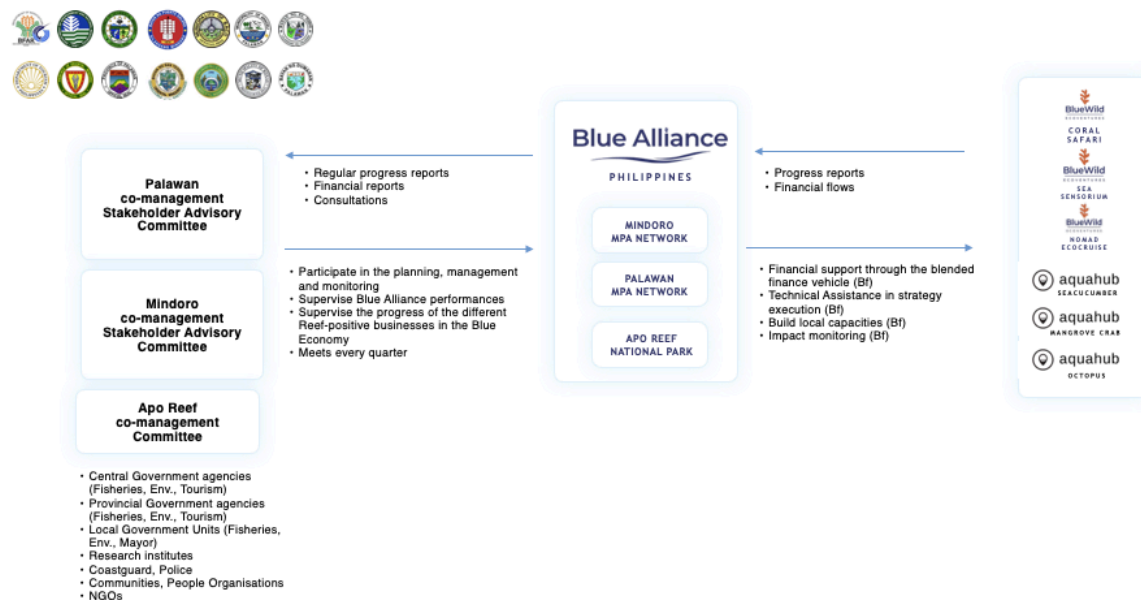 BFAR
Palawan
co-management
Stakeholder Advisory
Committee
Mindoro
co-management
Stakeholder Advisory
Committee
Apo Reef
co-management
Committee
• Central Government agencies
(Fisheries, Env., Tourism)
• Provincial Government agencies
(Fisheries, Env., Tourism)
• Local Government Units (Fisheries,
Env., Mayor)
• Research institutes
• Coastguard, Police
• Communities, People Organisations
• NGOs
• Regular progress reports
• Financial reports
• Consultations
• Participate in the planning, management
and monitoring
• Supervise Blue Alliance performances
• Supervise the progress of the different
Reef-positive businesses in the Blue
Economy
• Meets every quarter
Blue Alliance
PHILIPPINES
MINDORO
MPA NETWORK
PALAWAN
MPA NETWORK
APO REEF
NATIONAL PARK
• Progress reports
• Financial flows
• Financial support through the blended
finance vehicle (Bf)
• Technical Assistance in strategy
execution (Bf)
• Build local capacities (Bf)
• Impact monitoring (Bf)
BlueWild
ECOVENTURES
CORAL
SAFARI
BlueWild
ECOVENTURES
SEA
SENSORIUM
BlueWild
ECOVENTURES
NOMAD
ECOCRUISE
aquahub
SEACUCUMBER
aquahub
MANGROVE CRAB
aquahub
OCTOPUS